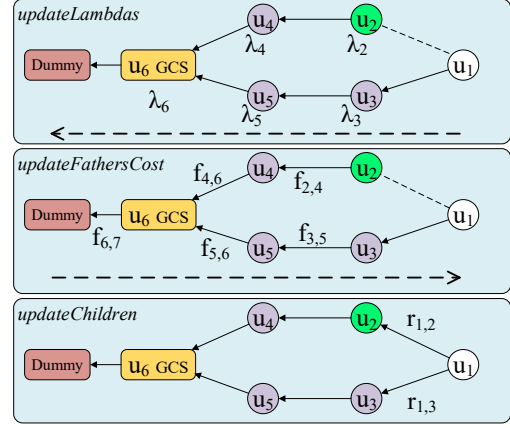 updateLambdas
u₄ u₂
λ₄ λ₂
Dummy u₆ GCS u₁
λ₆ u₅ u₃
λ₅ λ₃
updateFathersCost
u₄ u₂
f₄,₆ f₂,₄
Dummy u₆ GCS u₁
f₆,₇ f₅,₆ u₅ f₃,₅ u₃
updateChildren
u₄ u₂ r₁,₂
Dummy u₆ GCS u₁
u₅ u₃ r₁,₃